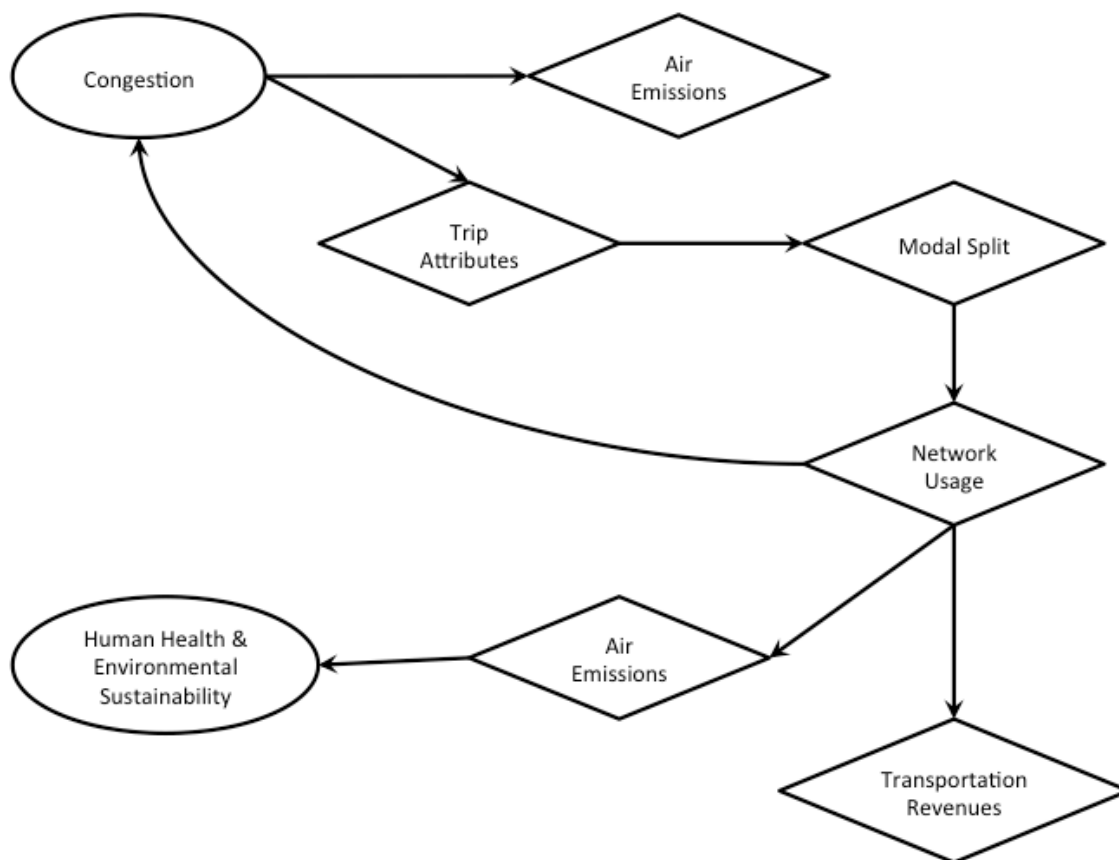 Congestion
Air
Emissions
Trip
Attributes
Modal Split
Network
Usage
Human Health &
Environmental
Sustainability
Air
Emissions
Transportation
Revenues